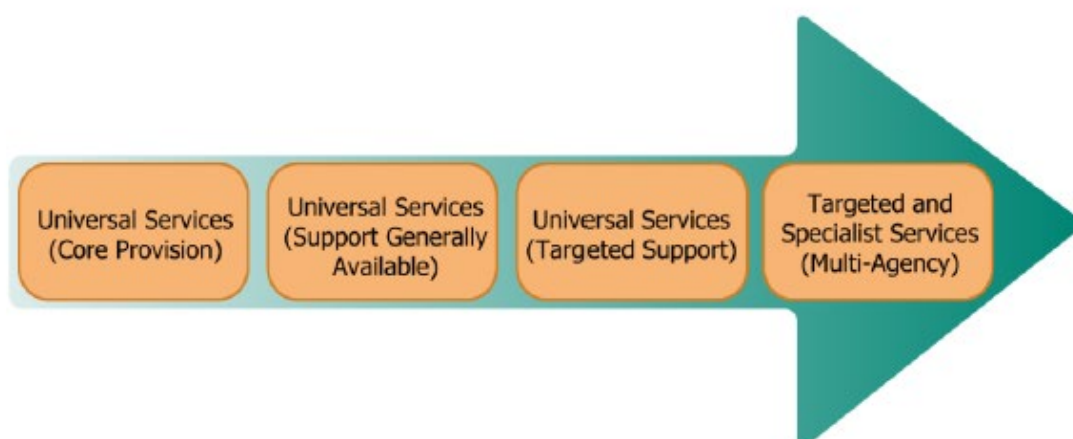 Universal Services
(Core Provision)
Universal Services
(Support Generally
Available)
Universal Services
(Targeted Support)
Targeted and
Specialist Services
(Multi-Agency)